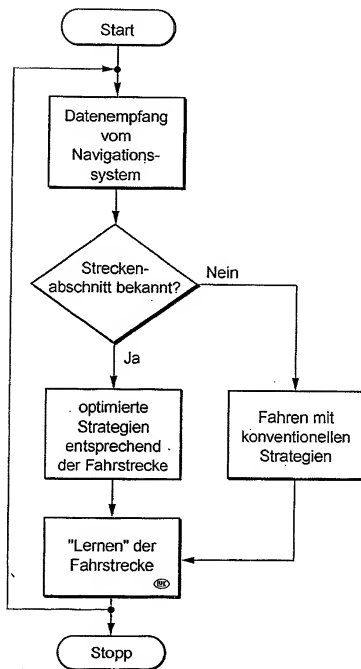 Start
Datenempfang
vom
Navigations-
system
Strecken-
abschnitt bekannt?
Nein
Ja
optimierte
Strategien
entsprechend
der Fahrstrecke
Fahren mit
konventionellen
Strategien
"Lernen" der
Fahrstrecke
Stopp